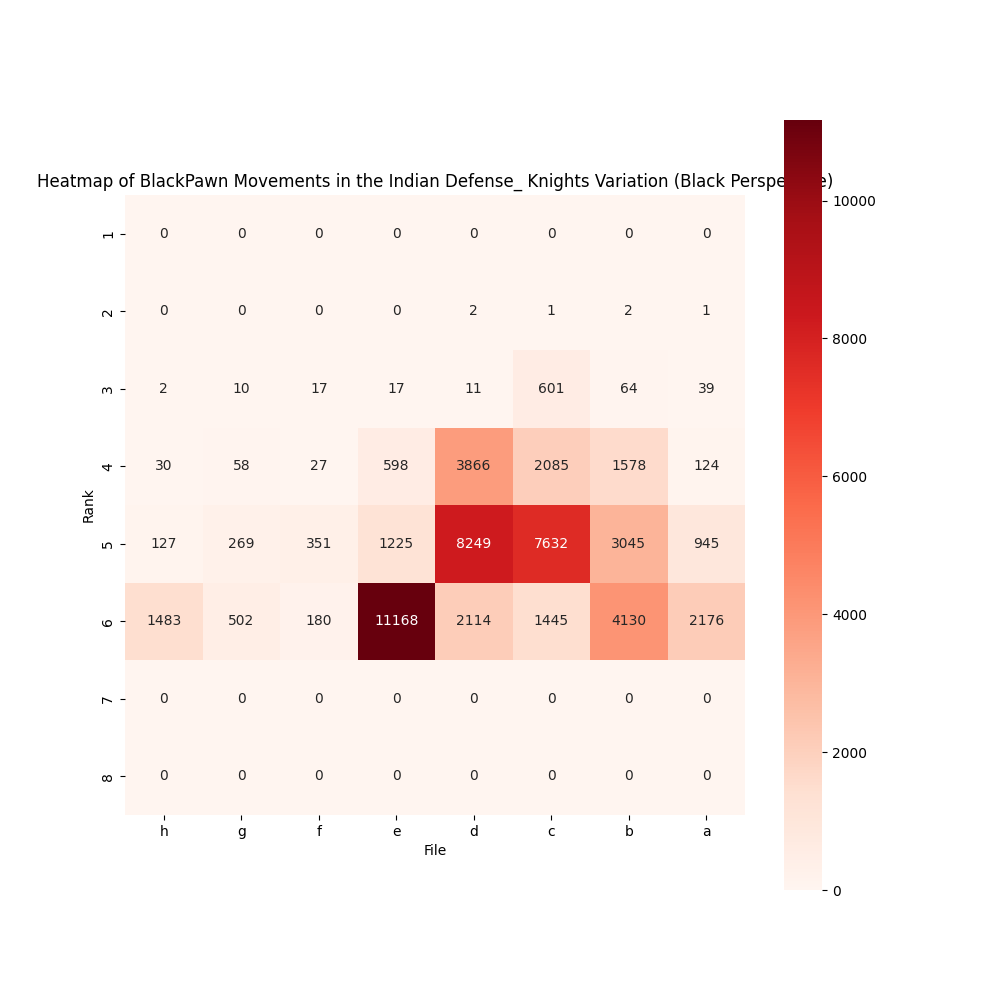 Heatmap of BlackPawn Movements in the Indian Defense_ Knights Variation (Black Perspe e)
10000
8000
6000
4000
2000
0
Rank
1 0 0 0 0 0 0 0 0
2 0 0 0 0 2 1 2 1
3 2 10 17 17 11 601 64 39
4 30 58 27 598 3866 2085 1578 124
5 127 269 351 1225 8249 7632 3045 945
6 1483 502 180 11168 2114 1445 4130 2176
7 0 0 0 0 0 0 0 0
8 0 0 0 0 0 0 0 0
h g f e d c b a
File